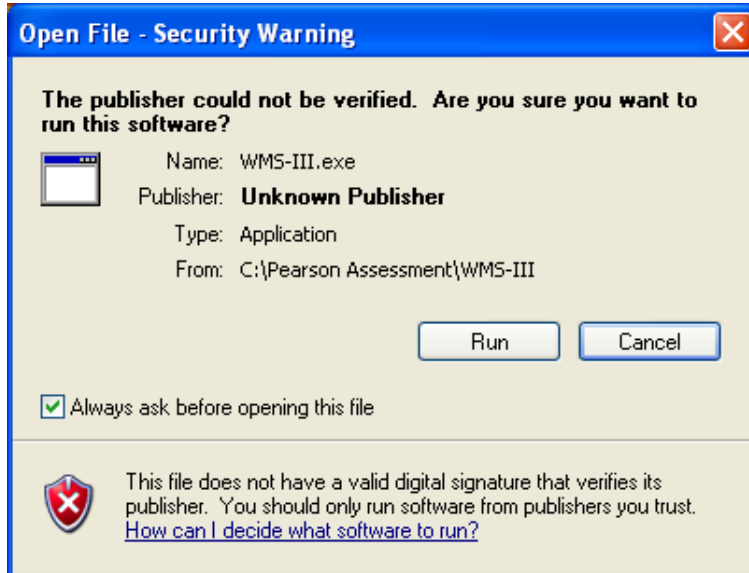 Open File - Security Warning
The publisher could not be verified.  Are you sure you want to
run this software?
Name: WMS-III.exe
Publisher: Unknown Publisher
Type: Application
From: C:\Pearson Assessment\WMS-III
Run Cancel
Always ask before opening this file
This file does not have a valid digital signature that verifies its
publisher.  You should only run software from publishers you trust.
How can I decide what software to run?